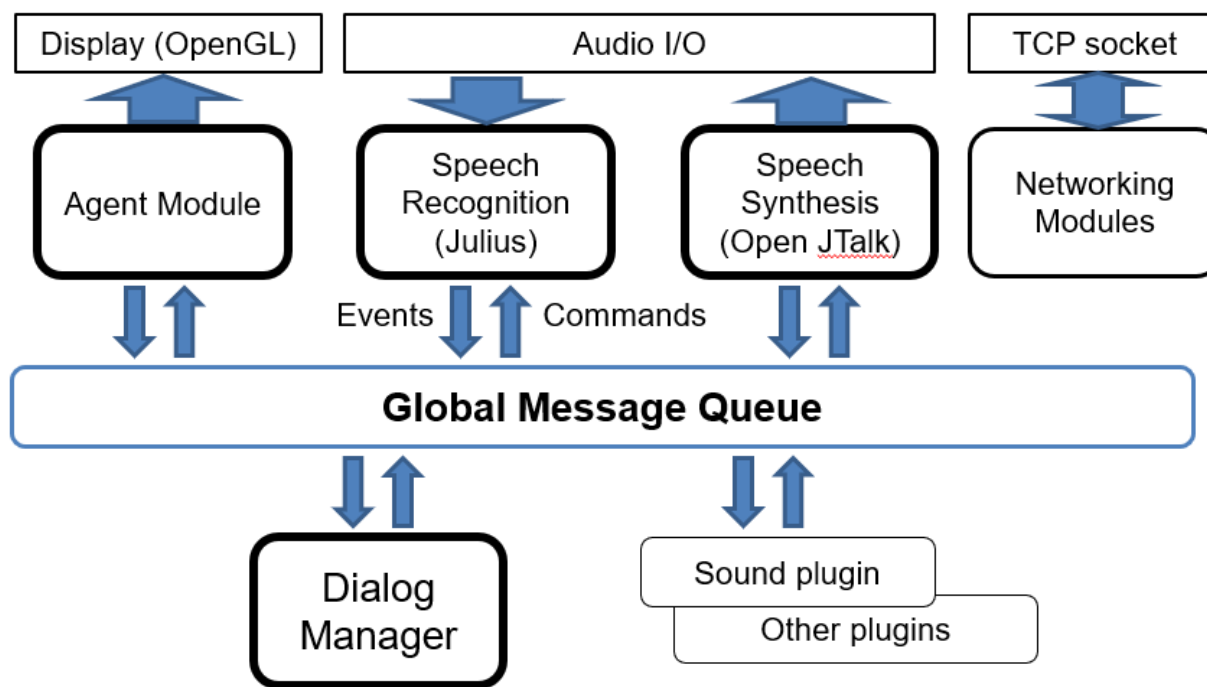 Display (OpenGL)
Audio I/O
TCP socket
Agent Module
Speech
Recognition
(Julius)
Speech
Synthesis
(Open JTalk)
Networking
Modules
Events
Commands
Global Message Queue
Dialog
Manager
Sound plugin
Other plugins